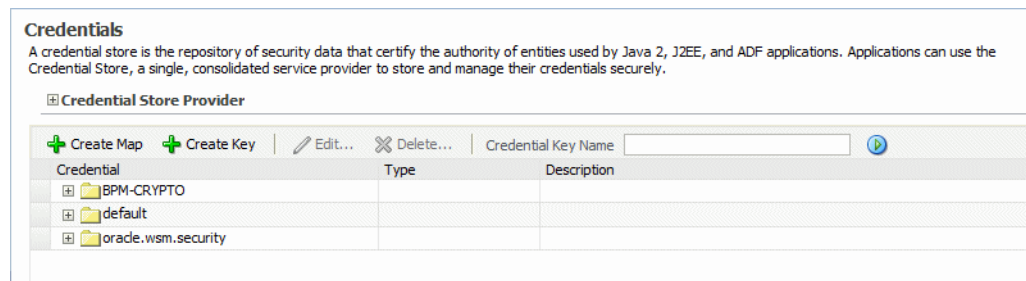 Credentials
A credential store is the repository of security data that certify the authority of entities used by Java 2, J2EE, and ADF applications. Applications can use the
Credential Store, a single, consolidated service provider to store and manage their credentials securely.
Credential Store Provider
Create Map Create Key Edit... Delete... Credential Key Name
Credential Type Description
BPM-CRYPTO
default
oracle.wsm.security